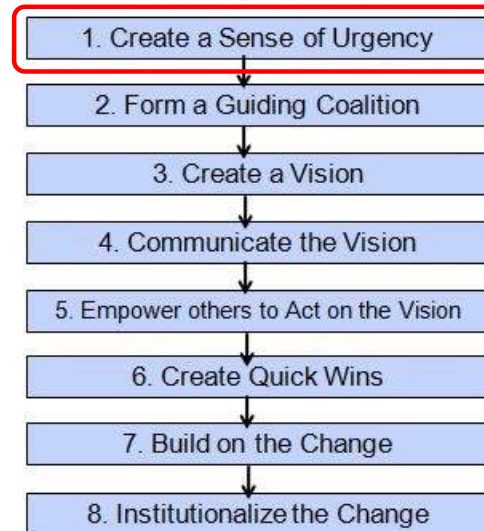 1. Create a Sense of Urgency
2. Form a Guiding Coalition
3. Create a Vision
4. Communicate the Vision
5. Empower others to Act on the Vision
6. Create Quick Wins
7. Build on the Change
8. Institutionalize the Change